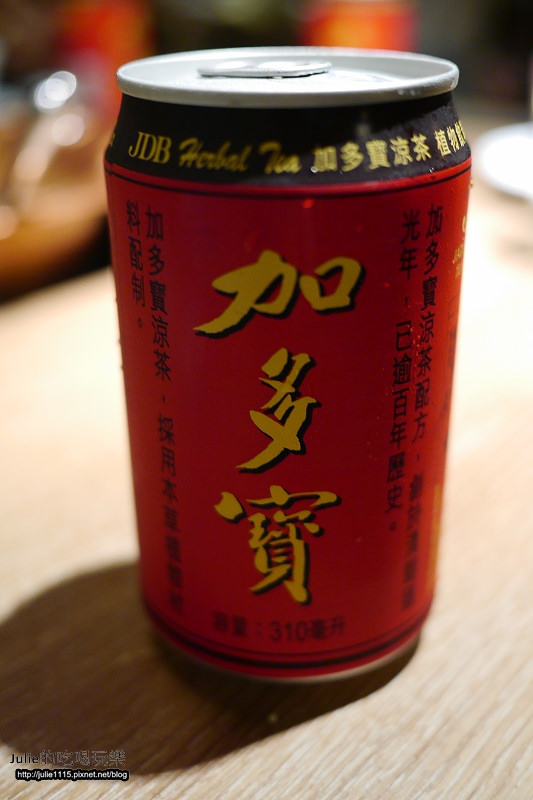 JDB Herbal Tea 加多寶涼茶 植物
加多寶
加多寶涼茶配方，
光年，已逾百年歷史。
加多寶涼茶，採用本草植物材
料配制。
容量：310毫升
Julie的吃喝玩樂
http://julie1115.pixnet.net/blog